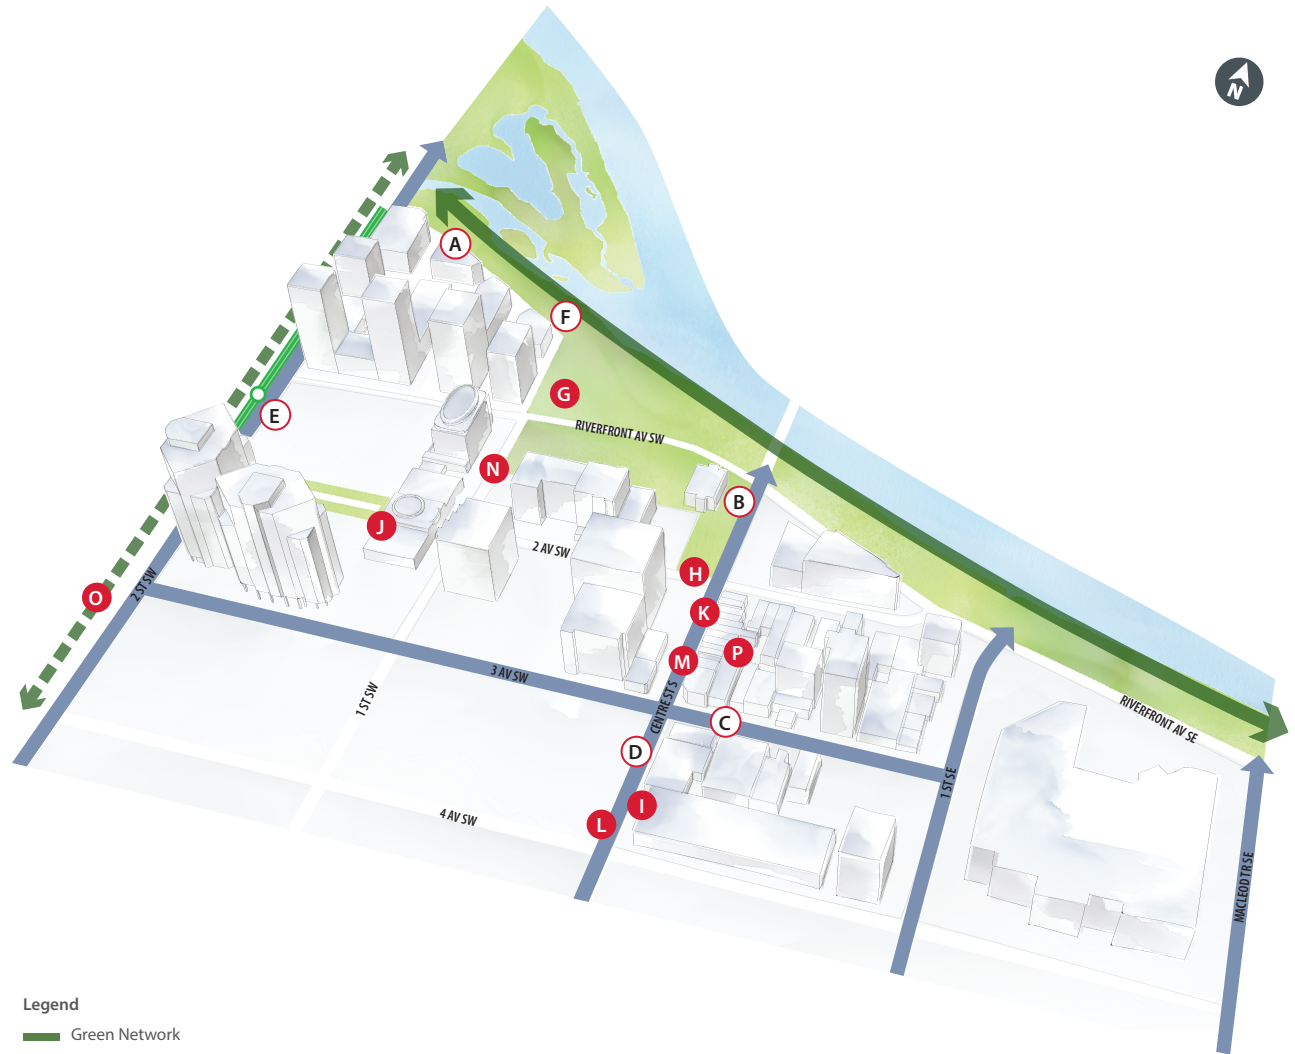 N
A
F
G
E
RIVERFRONT AV SW
N
B
J
2 AV SW
H
O
2 ST SW
K
P
M
3 AV SW
1 ST SW
CENTRE ST S
C
RIVERFRONT AV SE
D
1 ST SE
I
L
4 AV SW
MACLEOD TR SE
Legend
Green Network